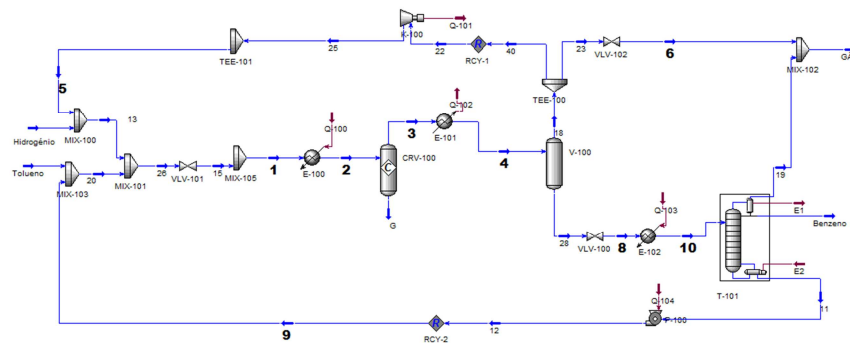 K-100
Q-101
25
22
RCY-1
40
23
VLV-102
6
MIX-102
TEE-101
TEE-100
5
13
Hidrogênio
MIX-100
Q-100
3
Q-102
E-101
18
Tolueno
MIX-103
20
MIX-101
26
VLV-101
15
MIX-105
1
E-100
2
C
CRV-100
4
V-100
19
G
28
VLV-100
8
Q-103
E-102
10
E1
Benzeno
E2
T-101
11
9
R
RCY-2
12
Q-104
P-100